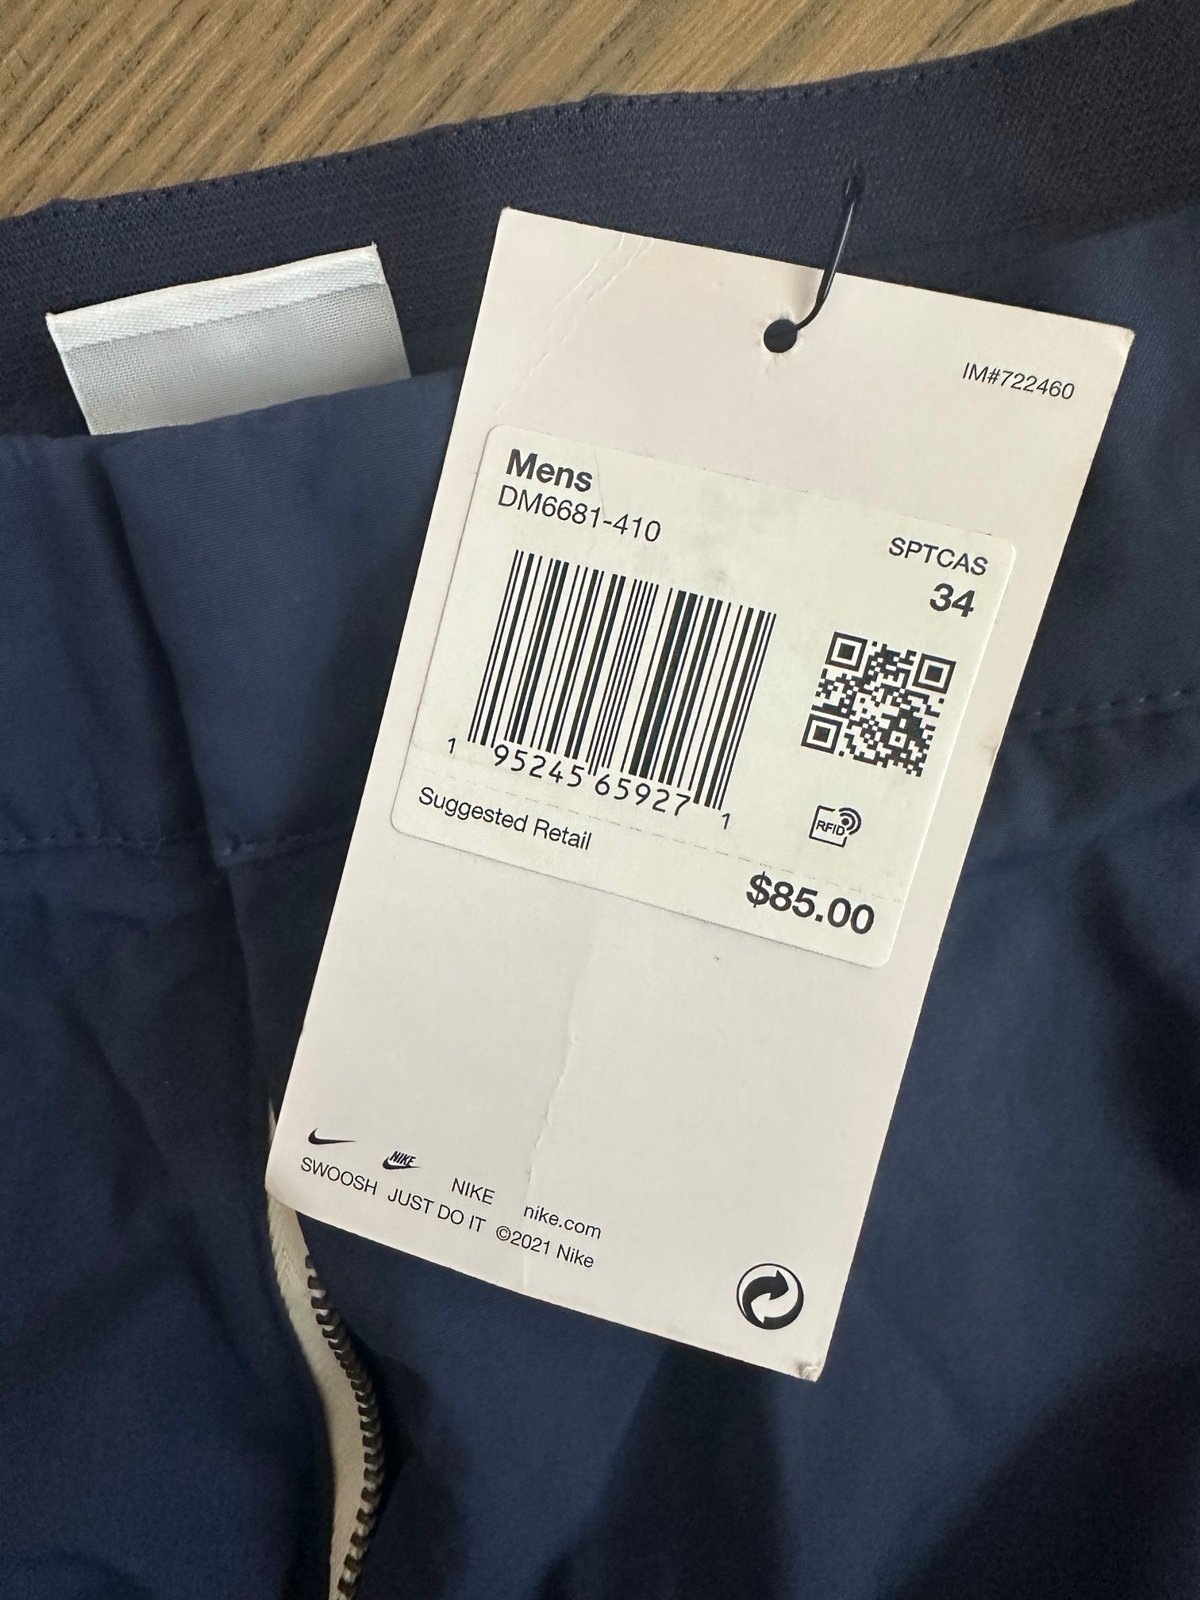 IM#722460
Mens
DM6681-410
SPTCAS
34
1 95245 65927 1
RFID
Suggested Retail
$85.00
NIKE
NIKE
nike.com
SWOOSH JUST DO IT ©2021 Nike